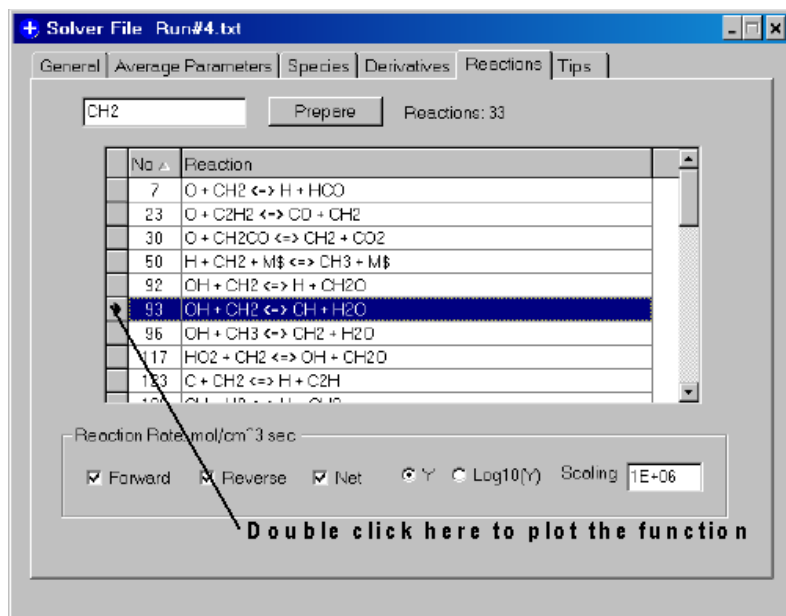 Solver File Run#4.txt
General Average Parameters Species Derivatives Reactions Tips
CH2 Prepare Reactions: 33
No Reaction
7 O + CH2 <=> H + HCO
23 O + C2H2 <=> CO + CH2
30 O + CH2CO <=> CH2 + CO2
50 H + CH2 + M$ <=> CH3 + M$
92 OH + CH2 <=> H + CH2O
93 OH + CH2 <=> CH + H2O
96 OH + CH3 <=> CH2 + H2O
117 HO2 + CH2 <=> OH + CH2O
123 C + CH2 <=> H + C2H
Reaction Rate, mol/cm^3 sec
Forward Reverse Net Y Log10(Y) Scaling 1E+06
Double click here to plot the function